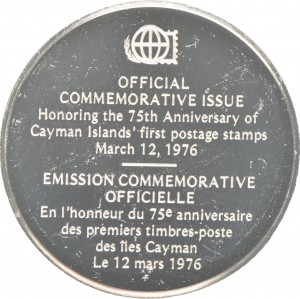 OFFICIAL
COMMEMORATIVE ISSUE
Honoring the 75th Anniversary of
Cayman Islands' first postage stamps
March 12, 1976
EMISSION COMMEMORATIVE
OFFICIELLE
En l'honneur du 75e anniversaire
des premiers timbres-poste
des îles Cayman
Le 12 mars 1976